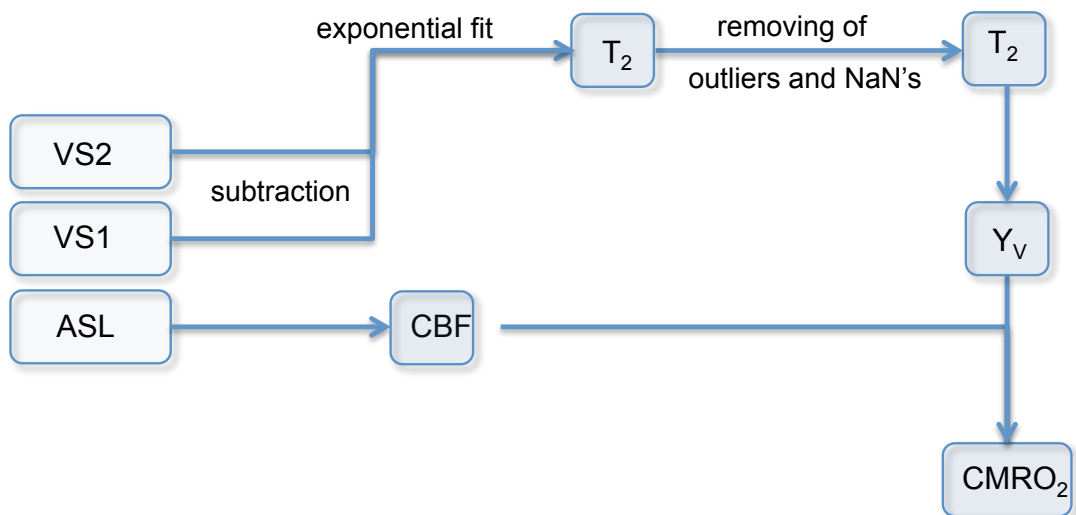 exponential fit
T₂
removing of
outliers and NaN's
T₂
VS2
subtraction
VS1
Yᵥ
ASL
CBF
CMRO₂